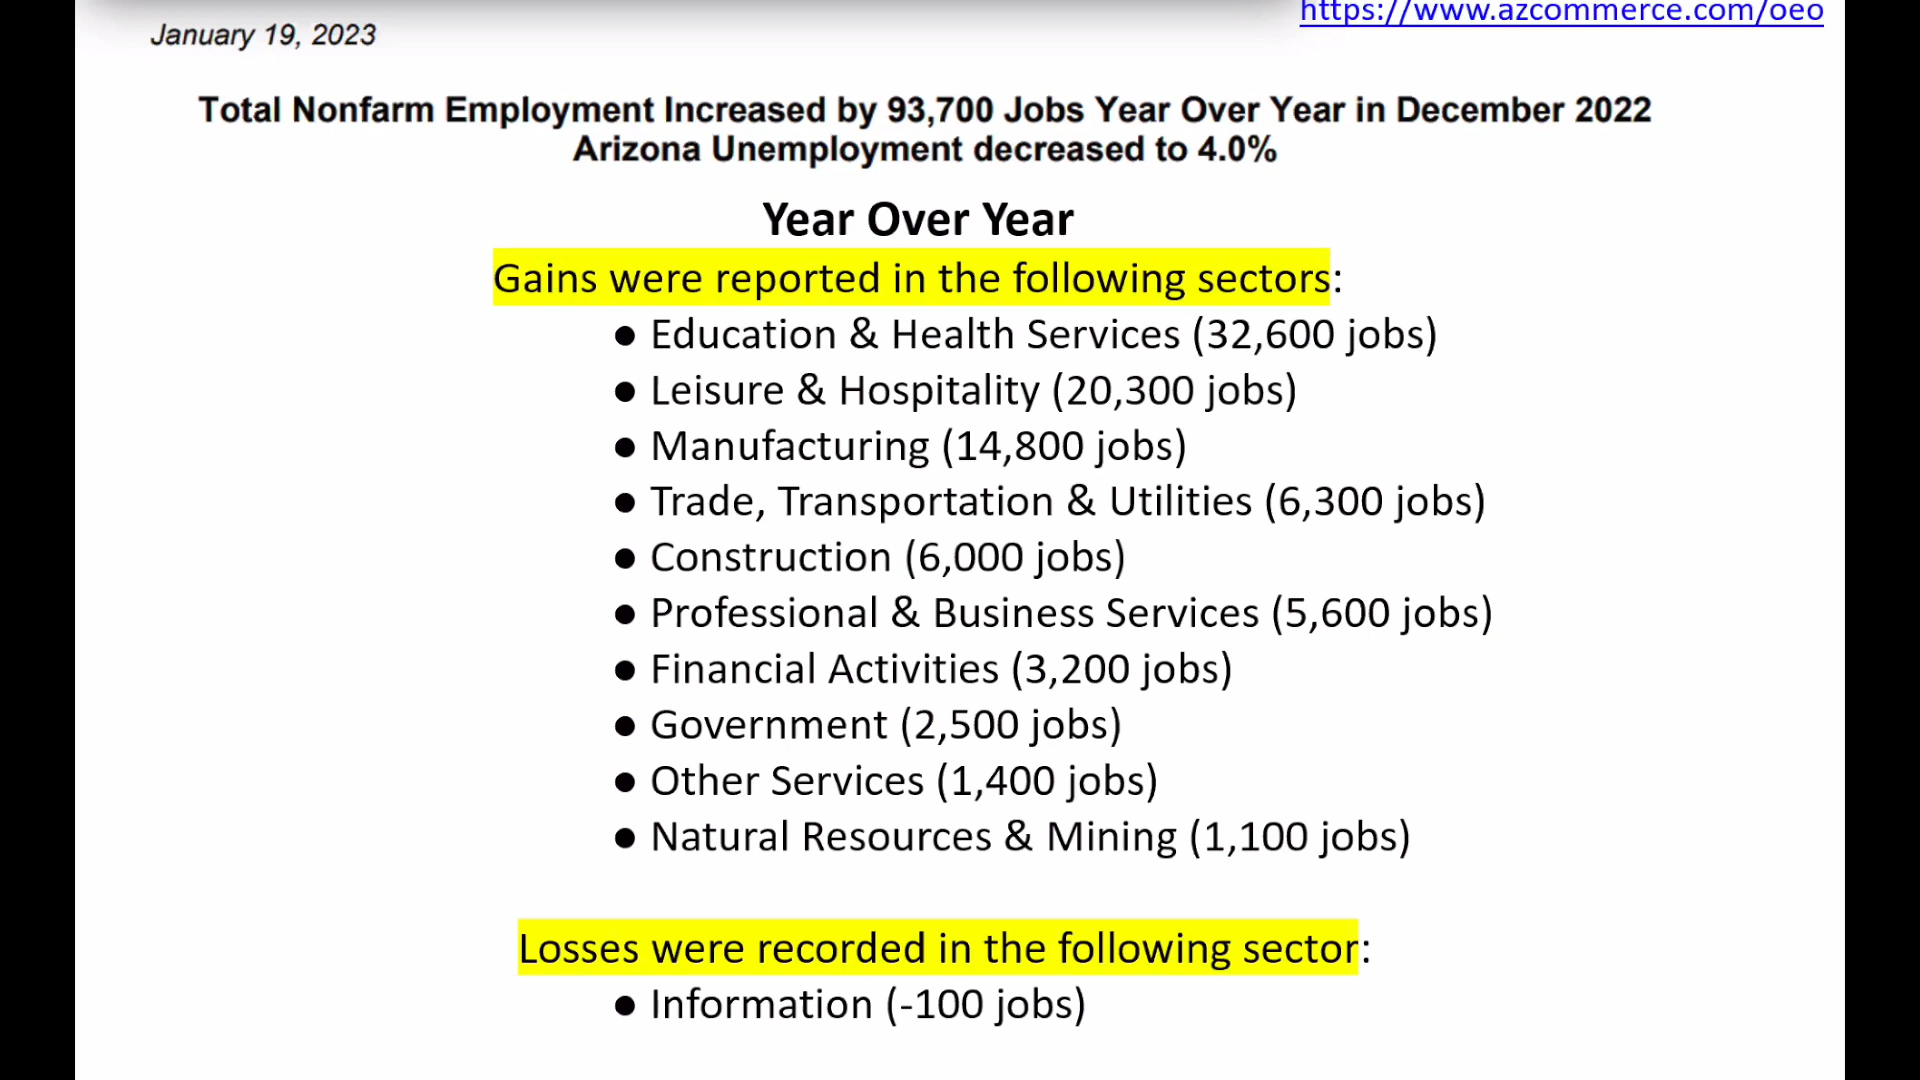 https://www.azcommerce.com/oeo
January 19, 2023
Total Nonfarm Employment Increased by 93,700 Jobs Year Over Year in December 2022
Arizona Unemployment decreased to 4.0%
Year Over Year
Gains were reported in the following sectors:
● Education & Health Services (32,600 jobs)
● Leisure & Hospitality (20,300 jobs)
● Manufacturing (14,800 jobs)
● Trade, Transportation & Utilities (6,300 jobs)
● Construction (6,000 jobs)
● Professional & Business Services (5,600 jobs)
● Financial Activities (3,200 jobs)
● Government (2,500 jobs)
● Other Services (1,400 jobs)
● Natural Resources & Mining (1,100 jobs)
Losses were recorded in the following sector:
● Information (-100 jobs)